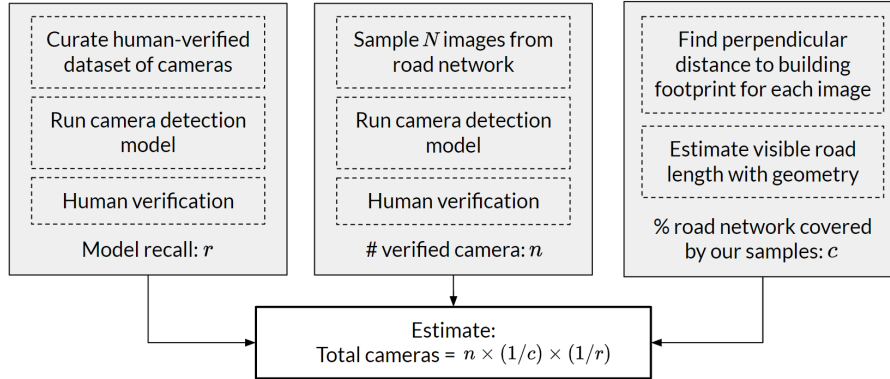 Curate human-verified
dataset of cameras
Run camera detection
model
Human verification
Model recall: r
Sample N images from
road network
Run camera detection
model
Human verification
# verified camera: n
Find perpendicular
distance to building
footprint for each image
Estimate visible road
length with geometry
% road network covered
by our samples: c
Estimate:
Total cameras = n × (1/c) × (1/r)